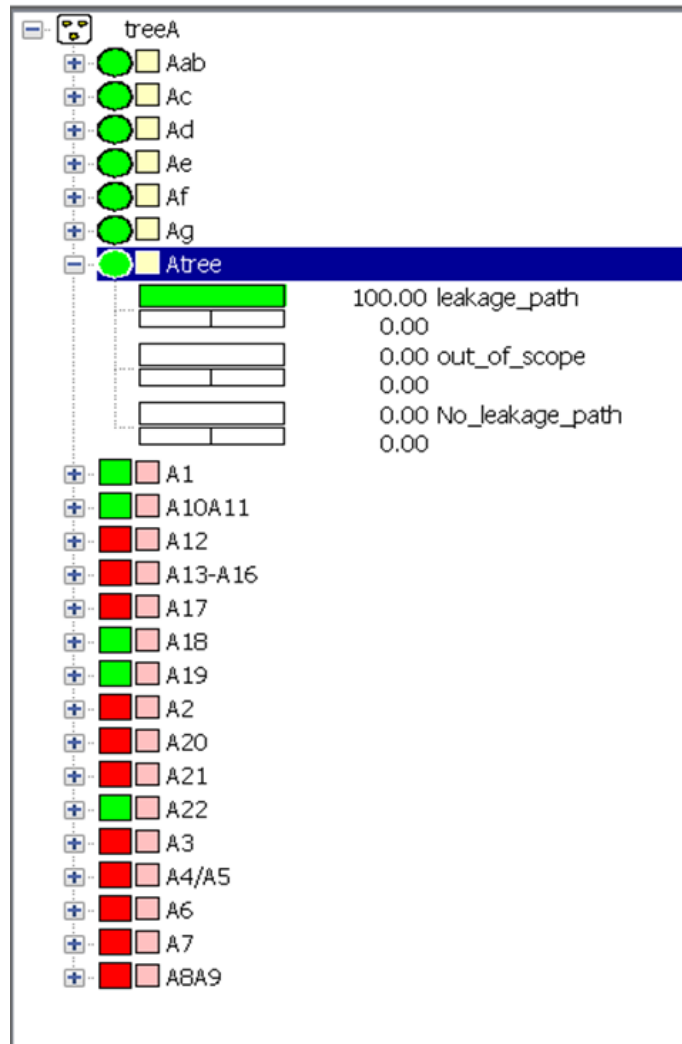 treeA
Aab
Ac
Ad
Ae
Af
Ag
Atree
100.00 leakage_path
0.00
0.00 out_of_scope
0.00
0.00 No_leakage_path
0.00
A1
A10A11
A12
A13-A16
A17
A18
A19
A2
A20
A21
A22
A3
A4/A5
A6
A7
A8A9